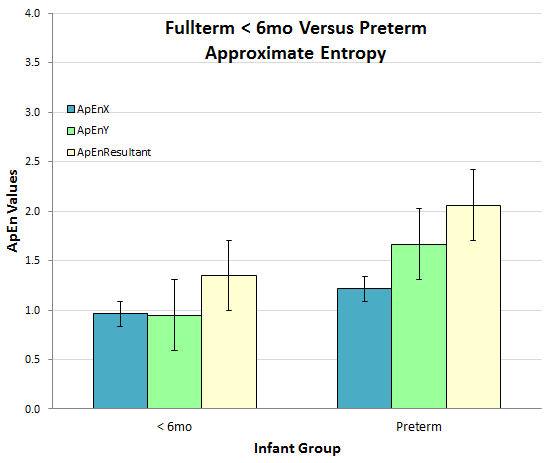 Fullterm < 6mo Versus Preterm
Approximate Entropy
4.0
3.5
3.0
2.5
2.0
1.5
1.0
0.5
0.0
ApEn Values
ApEnX
ApEnY
ApEnResultant
< 6mo
Preterm
Infant Group